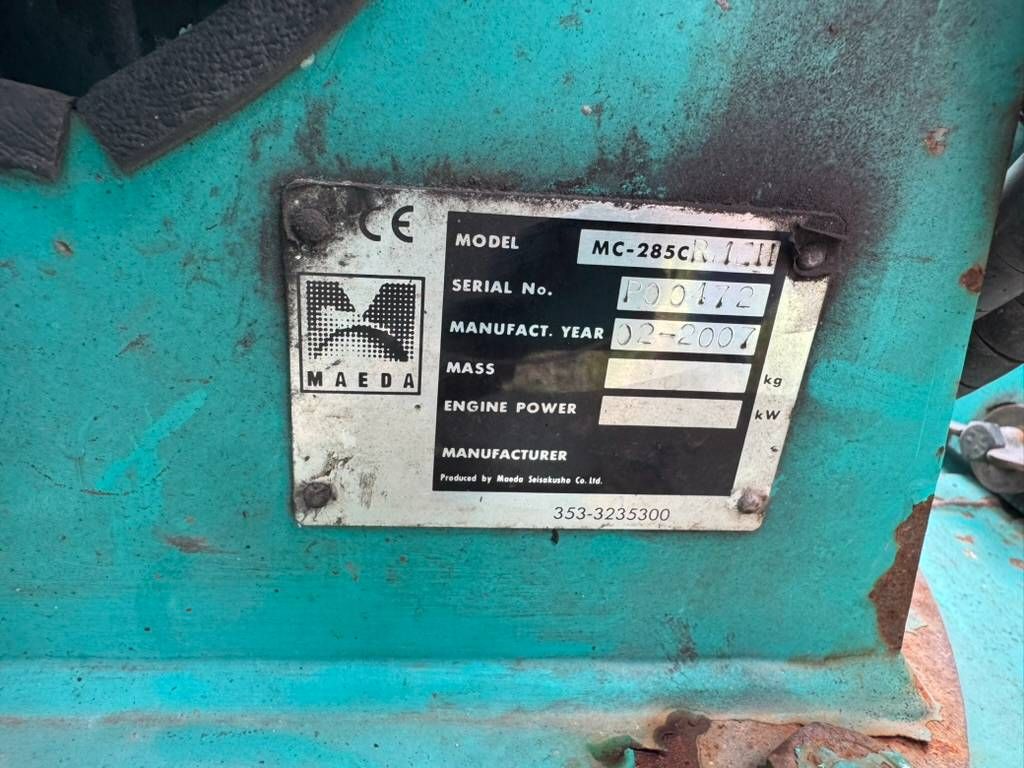 CE
MAEDA
MODEL MC-285C
SERIAL No. P00472
MANUFACT. YEAR 02-2007
MASS kg
ENGINE POWER kW
MANUFACTURER
Produced by Maeda Seisakusho Co. Ltd.
353-3235300